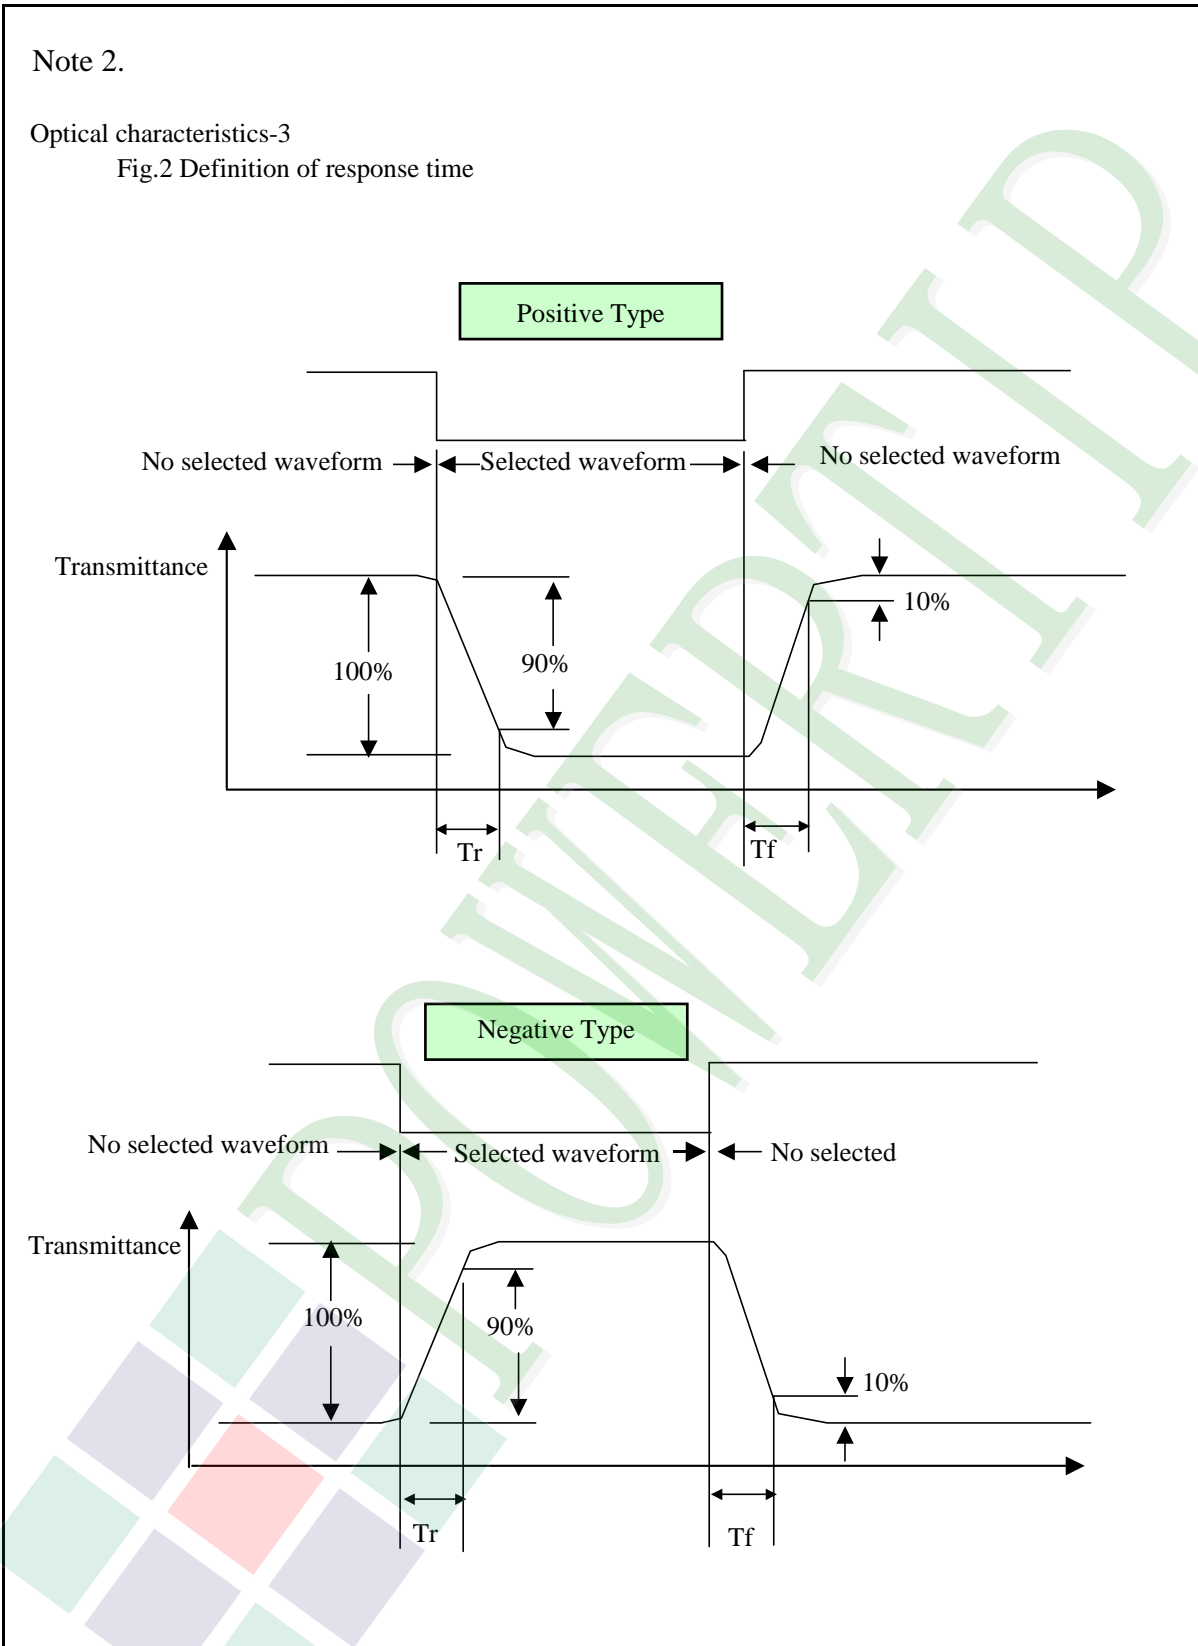 Note 2.
Optical characteristics-3
Fig.2 Definition of response time
Positive Type
No selected waveform
Selected waveform
No selected waveform
Transmittance
10%
100%
90%
Tr
Tf
Negative Type
No selected waveform
Selected waveform
No selected
Transmittance
100%
90%
10%
Tr
Tf
POWERTIP